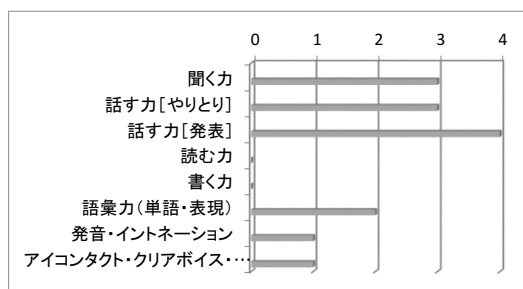 0 1 2 3 4
聞く力
話す力[やりとり]
話す力[発表]
読む力
書く力
語彙力(単語・表現)
発音・イントネーション
アイコンタクト・クリアボイス・…